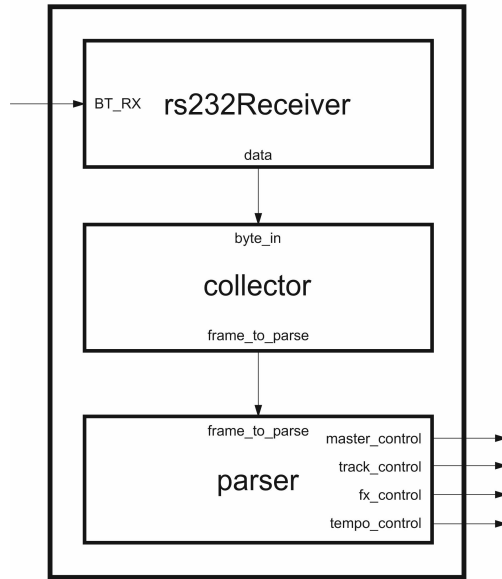 BT_RX rs232Receiver
data
byte_in
collector
frame_to_parse
frame_to_parse
parser
master_control
track_control
fx_control
tempo_control